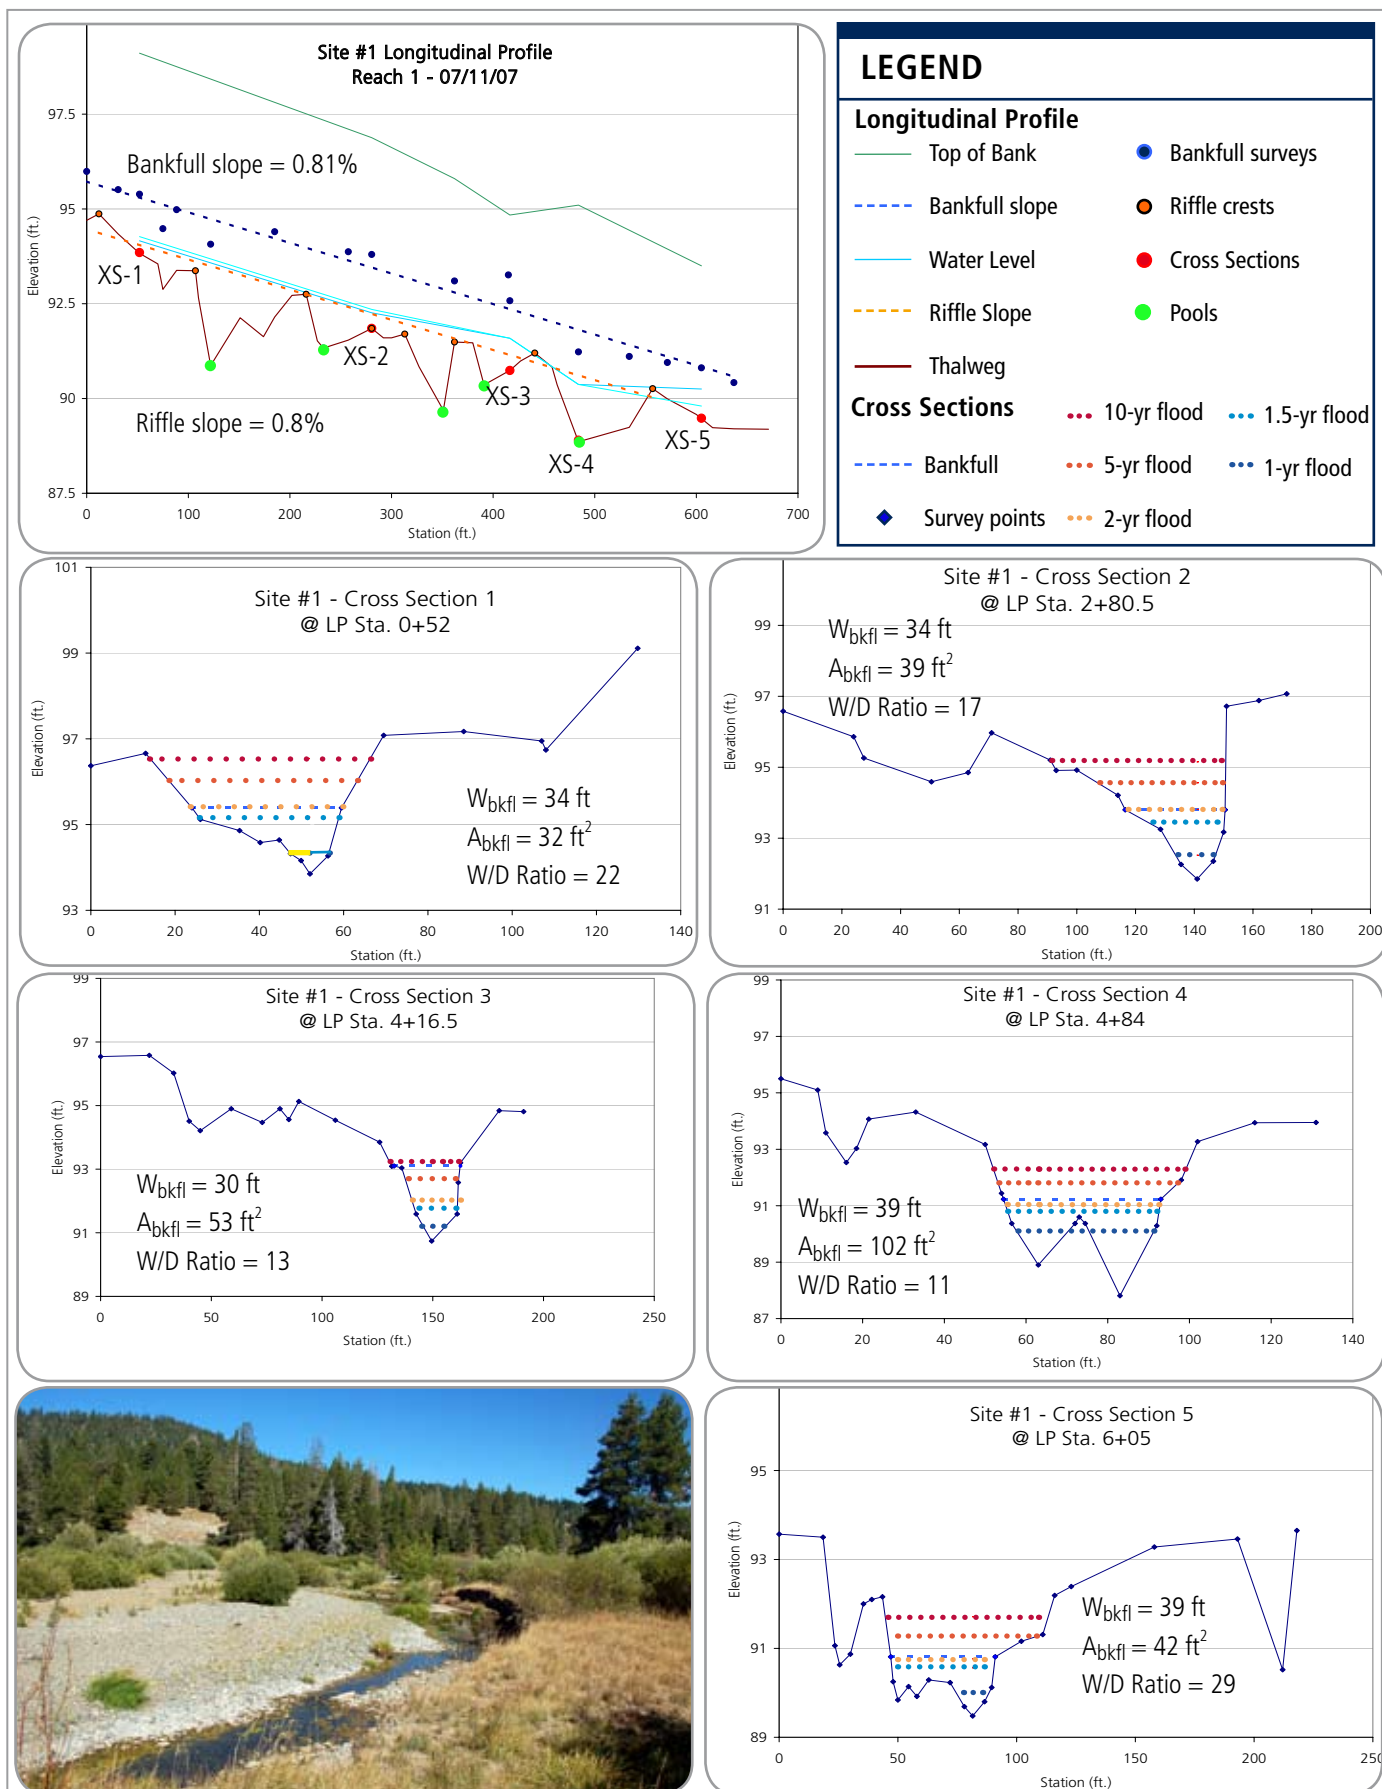 Site #1 Longitudinal Profile
Reach 1 - 07/11/07
Elevation (ft.)
97.5
95
92.5
90
87.5
Bankfull slope = 0.81%
XS-1
XS-2
XS-3
XS-4
XS-5
Riffle slope = 0.8%
0 100 200 300 400 500 600 700
Station (ft.)
LEGEND
Longitudinal Profile
Top of Bank
Bankfull surveys
Bankfull slope
Riffle crests
Water Level
Cross Sections
Riffle Slope
Pools
Thalweg
Cross Sections
10-yr flood
1.5-yr flood
Bankfull
5-yr flood
1-yr flood
Survey points
2-yr flood
Site #1 - Cross Section 1
@ LP Sta. 0+52
Elevation (ft.)
101
99
97
95
93
Wbkfl = 34 ft
Abkfl = 32 ft²
W/D Ratio = 22
0 20 40 60 80 100 120 140
Station (ft.)
Site #1 - Cross Section 2
@ LP Sta. 2+80.5
Elevation (ft.)
99
97
95
93
91
Wbkfl = 34 ft
Abkfl = 39 ft²
W/D Ratio = 17
0 20 40 60 80 100 120 140 160 180 200
Station (ft.)
Site #1 - Cross Section 3
@ LP Sta. 4+16.5
Elevation (ft.)
99
97
95
93
91
89
Wbkfl = 30 ft
Abkfl = 53 ft²
W/D Ratio = 13
0 50 100 150 200 250
Station (ft.)
Site #1 - Cross Section 4
@ LP Sta. 4+84
Elevation (ft.)
99
97
95
93
91
89
87
Wbkfl = 39 ft
Abkfl = 102 ft²
W/D Ratio = 11
0 20 40 60 80 100 120 140
Station (ft.)
Site #1 - Cross Section 5
@ LP Sta. 6+05
Elevation (ft.)
95
93
91
89
Wbkfl = 39 ft
Abkfl = 42 ft²
W/D Ratio = 29
0 50 100 150 200 250
Station (ft.)